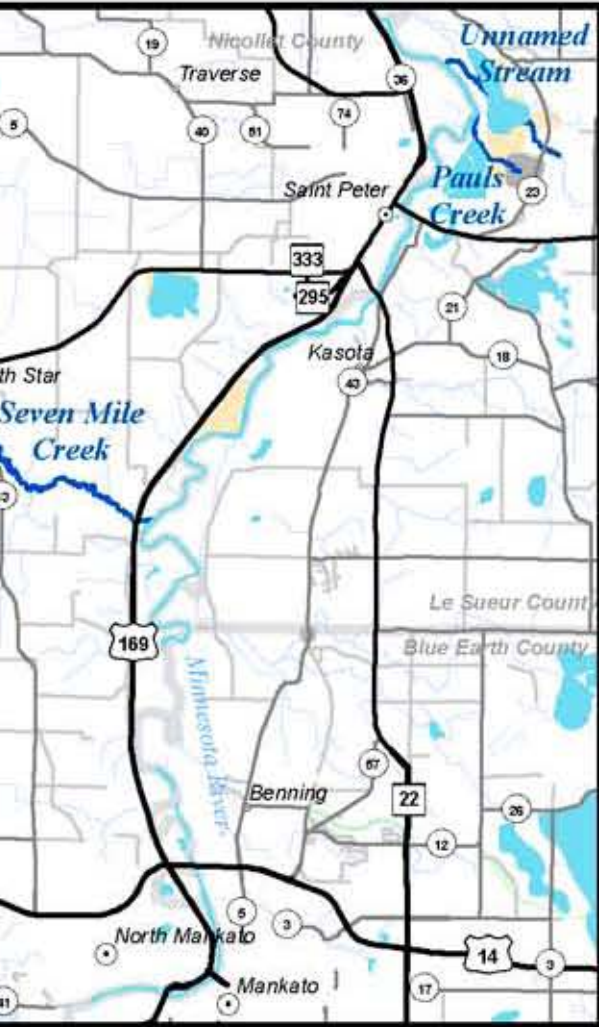 19
Nicollet County
Unnamed
Stream
Traverse
36
5
40
51
74
Saint Peter
Pauls
Creek
23
333
295
21
Kasota
18
43
th Star
Seven Mile
Creek
Le Sueur Count
169
Blue Earth County
Minnesota River
67
Benning
22
26
12
5
3
North Mankato
14
3
Mankato
17
41